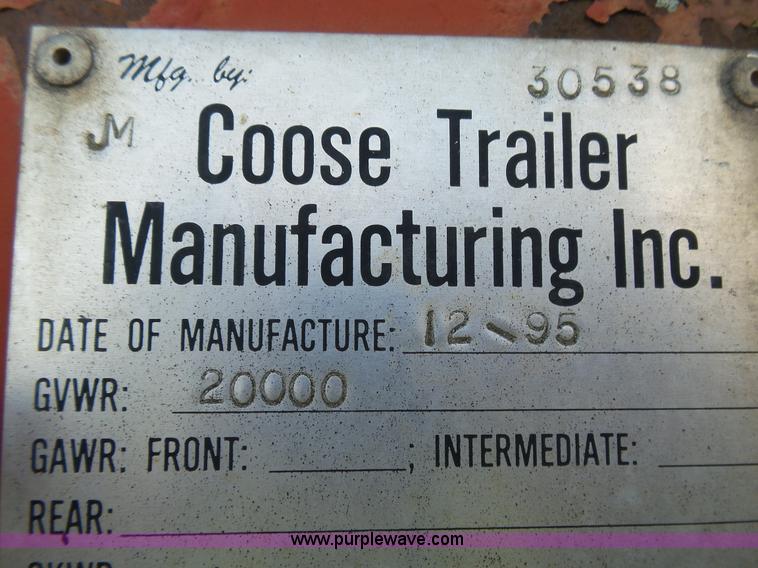 Mfg. by: 30538
JM Coose Trailer
Manufacturing Inc.
DATE OF MANUFACTURE: 12-95
GVWR: 20000
GAWR: FRONT: ; INTERMEDIATE:
REAR:
www.purplewave.com